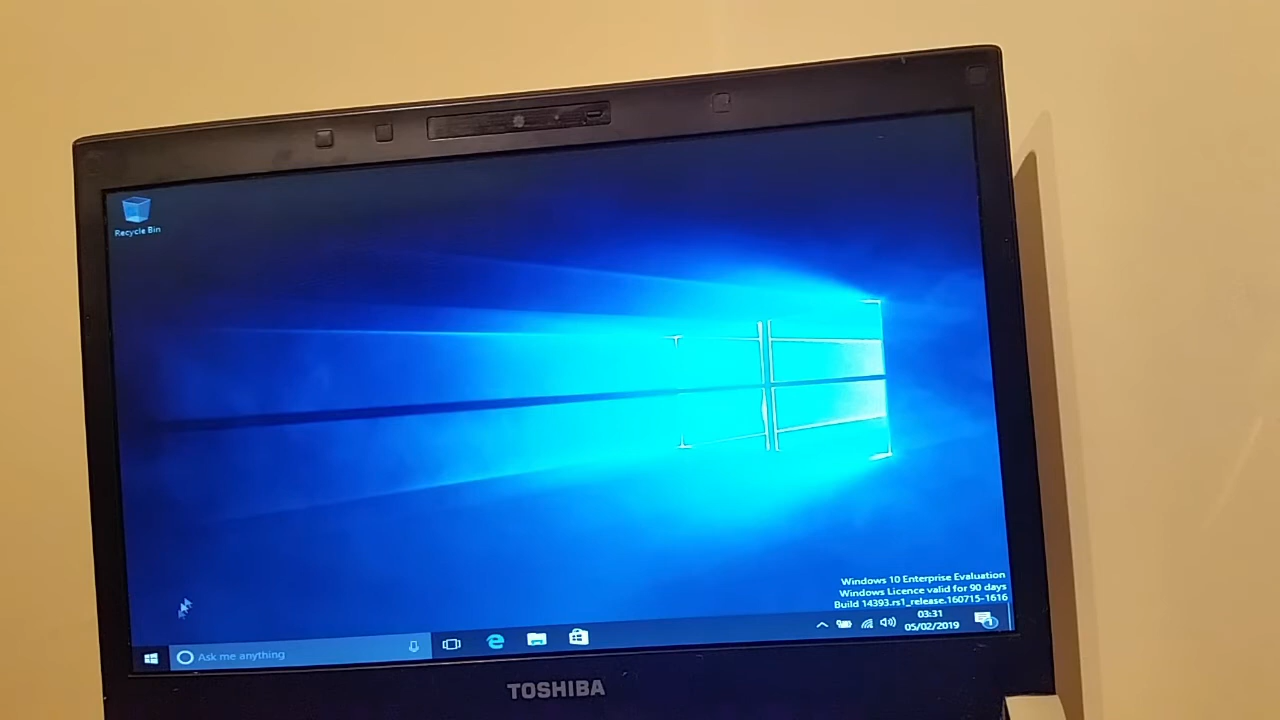 Recycle Bin
Windows 10 Enterprise Evaluation
Windows Licence valid for 90 days
Build 14393.rs1_release.160715-1616
Ask me anything
03:31
05/02/2019
1
TOSHIBA